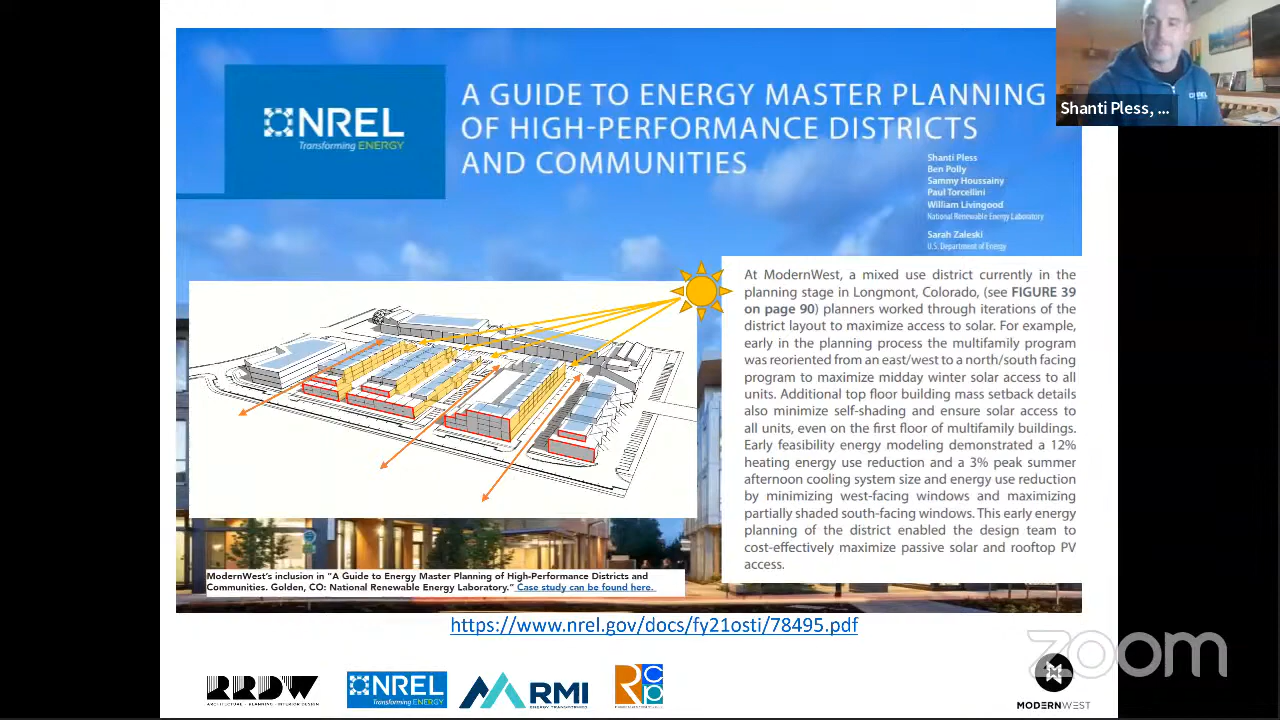 NREL
Transforming ENERGY
A GUIDE TO ENERGY MASTER PLANNING
OF HIGH-PERFORMANCE DISTRICTS
AND COMMUNITIES
Shanti Pless, ...
Shanti Pless
Ben Polly
Sammy Houssainy
Paul Torcellini
William Livingood
National Renewable Energy Laboratory
Sarah Zaleski
U.S. Department of Energy
At ModernWest, a mixed use district currently in the
planning stage in Longmont, Colorado, (see FIGURE 39
on page 90) planners worked through iterations of the
district layout to maximize access to solar. For example,
early in the planning process the multifamily program
was reoriented from an east/west to a north/south facing
program to maximize midday winter solar access to all
units. Additional top floor building mass setback details
also minimize self-shading and ensure solar access to
all units, even on the first floor of multifamily buildings.
Early feasibility energy modeling demonstrated a 12%
heating energy use reduction and a 3% peak summer
afternoon cooling system size and energy use reduction
by minimizing west-facing windows and maximizing
partially shaded south-facing windows. This early energy
planning of the district enabled the design team to
cost-effectively maximize passive solar and rooftop PV
access.
ModernWest's inclusion in "A Guide to Energy Master Planning of High-Performance Districts and
Communities. Golden, CO: National Renewable Energy Laboratory." Case study can be found here.
https://www.nrel.gov/docs/fy21osti/78495.pdf
zoom
RRDW
ARCHITECTURE - PLANNING - INTERIOR DESIGN
NREL
Transforming ENERGY
RMI
ENERGY. TRANSFORMED.
RCP
MODERNWEST